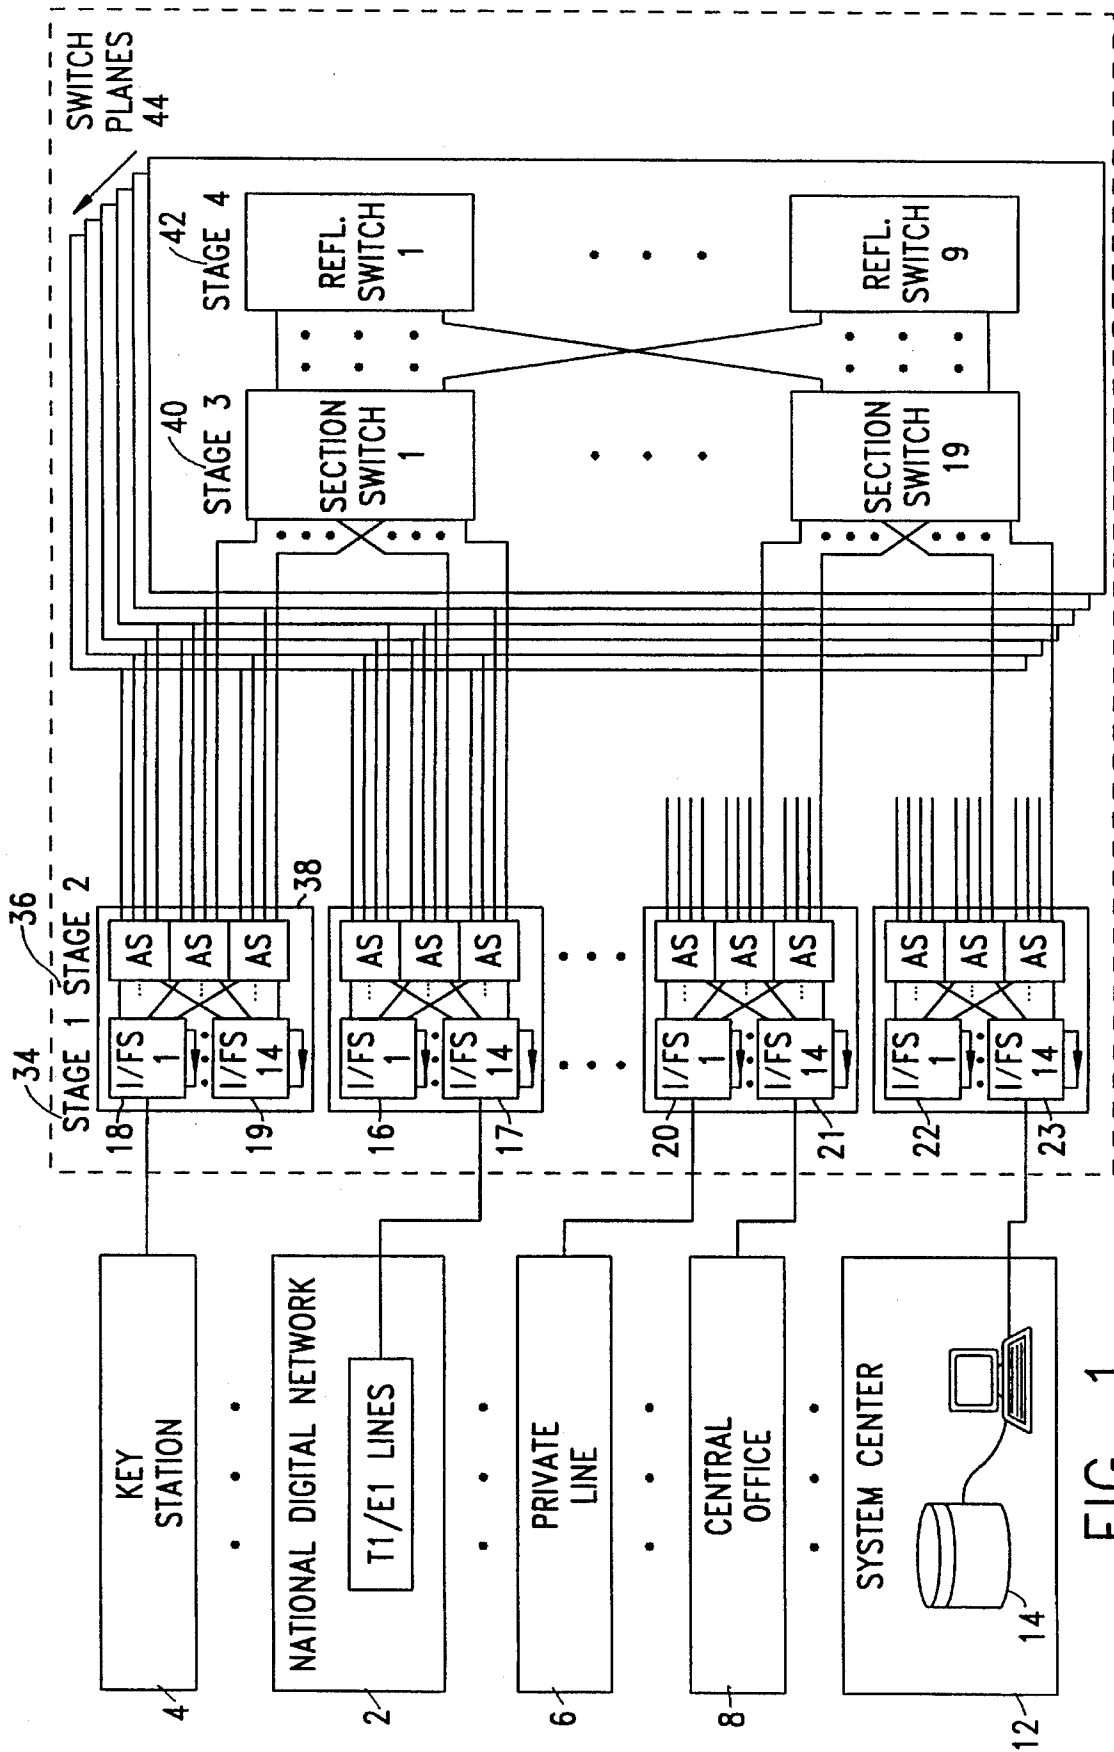 KEY
STATION
4
NATIONAL DIGITAL NETWORK
T1/E1 LINES
2
PRIVATE
LINE
6
CENTRAL
OFFICE
8
SYSTEM CENTER
14
12
34
36
STAGE 1 STAGE 2
18
I/FS
1
I/FS
14
19
AS
AS
AS
38
16
I/FS
1
I/FS
14
17
AS
AS
AS
20
I/FS
1
I/FS
14
21
AS
AS
AS
22
I/FS
1
I/FS
14
23
AS
AS
AS
40
STAGE 3
42
STAGE 4
SWITCH
PLANES
44
SECTION
SWITCH
1
REFL.
SWITCH
1
SECTION
SWITCH
19
REFL.
SWITCH
9
FIG. 1